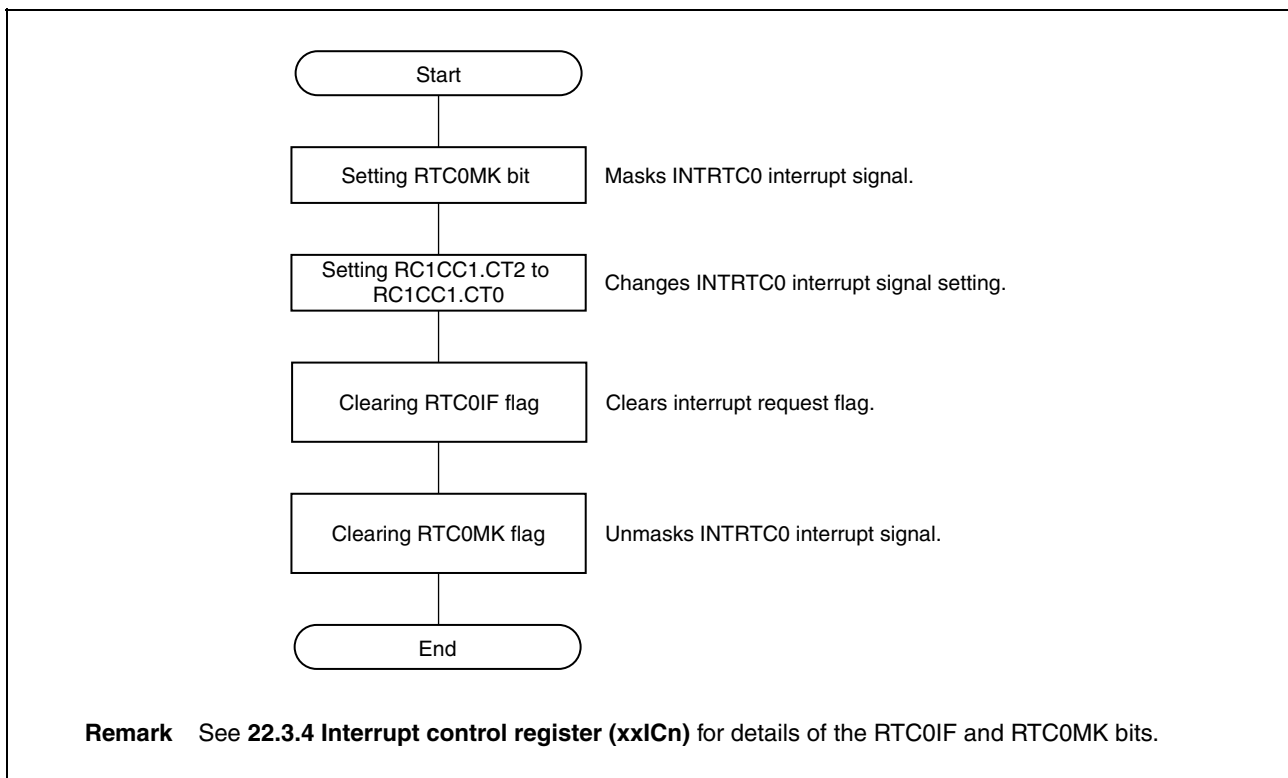 Start
Setting RTC0MK bit Masks INTRTC0 interrupt signal.
Setting RC1CC1.CT2 to
RC1CC1.CT0
Changes INTRTC0 interrupt signal setting.
Clearing RTC0IF flag Clears interrupt request flag.
Clearing RTC0MK flag Unmasks INTRTC0 interrupt signal.
End
Remark See 22.3.4 Interrupt control register (xxICn) for details of the RTC0IF and RTC0MK bits.